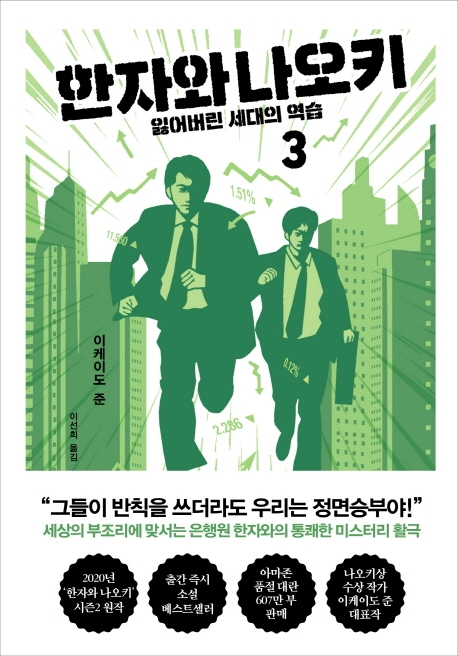 한자와 나오키
잃어버린 세대의 역습
3
1.51%
11,580
이케이도 준
이선희 옮김
0.12%
2.286
“그들이 반칙을 쓰더라도 우리는 정면승부야!”
세상의 부조리에 맞서는 은행원 한자와의 통쾌한 미스터리 활극
2020년
‘한자와 나오키’
시즌2 원작
출간 즉시
소설
베스트셀러
아마존
품절 대란
607만 부
판매
나오키상
수상 작가
이케이도 준
대표작